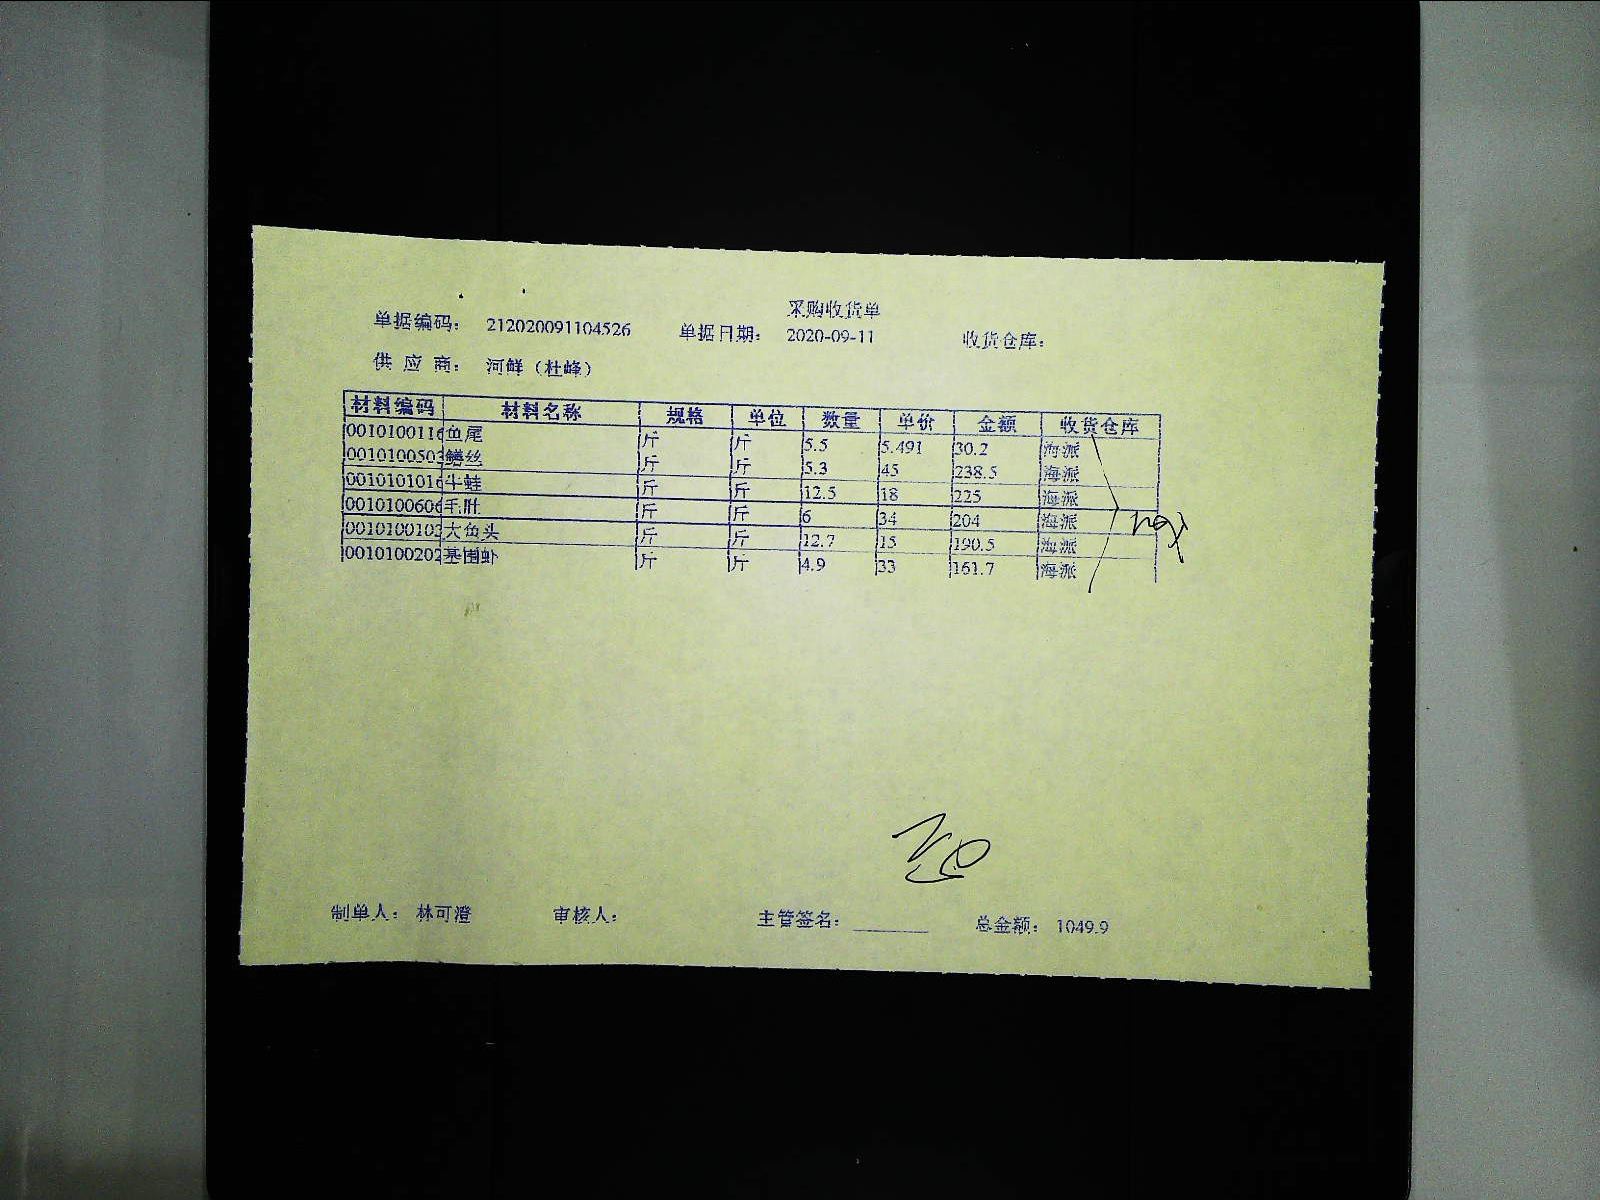 采购收货单
单据编码： 212020091104526 单据日期： 2020-09-11 收货仓库：
供 应 商： 河鲜（杜峰）
材料编码 材料名称 规格 单位 数量 单价 金额 收货仓库
0010100116 鱼尾 斤 斤 5.5 5.491 30.2 海派
0010100503 鳝丝 斤 斤 5.3 45 238.5 海派
0010101016 牛蛙 斤 斤 12.5 18 225 海派
0010100606 毛肚 斤 斤 6 34 204 海派
0010100103 大鱼头 斤 斤 12.7 15 190.5 海派
0010100202 基围虾 斤 斤 4.9 33 161.7 海派
制单人： 林可澄 审核人： 主管签名： 总金额： 1049.9